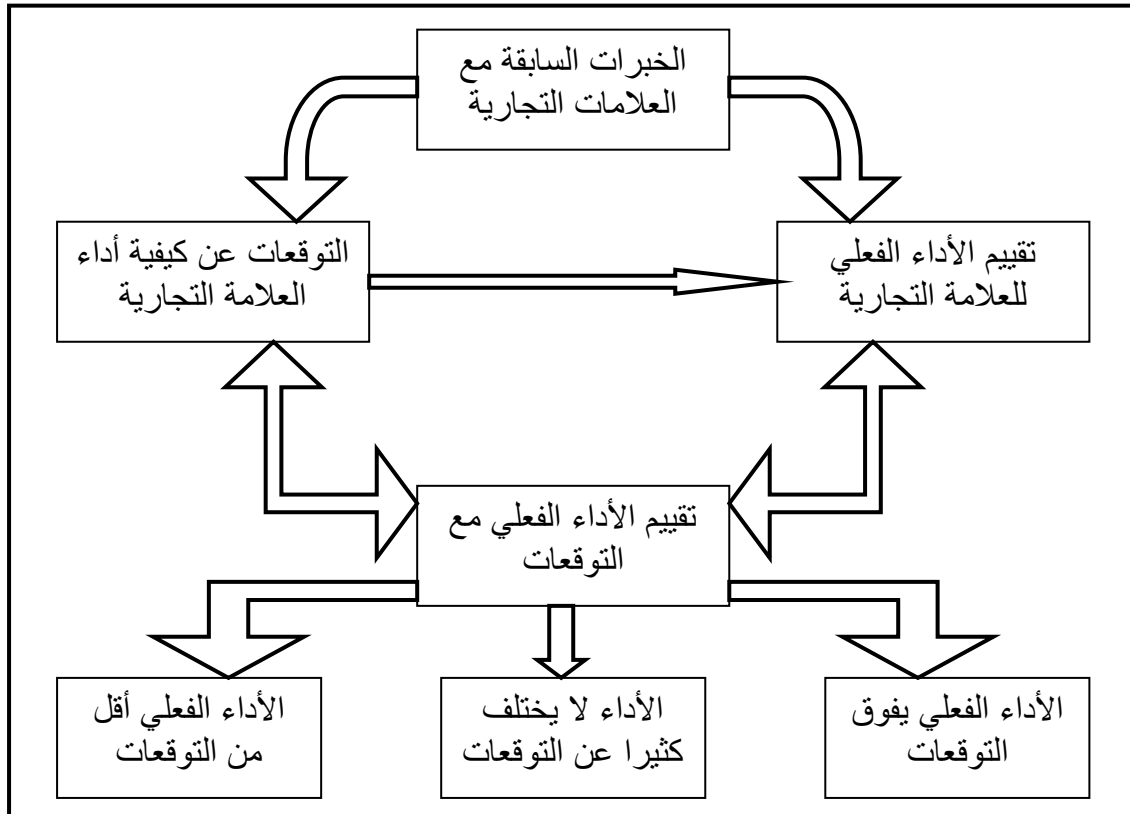 الخبرات السابقة مع
العلامات التجارية
تقييم الأداء الفعلي
للعلامة التجارية
التوقعات عن كيفية أداء
العلامة التجارية
تقييم الأداء الفعلي مع
التوقعات
الأداء الفعلي يفوق
التوقعات
الأداء لا يختلف
كثيرا عن التوقعات
الأداء الفعلي أقل
من التوقعات